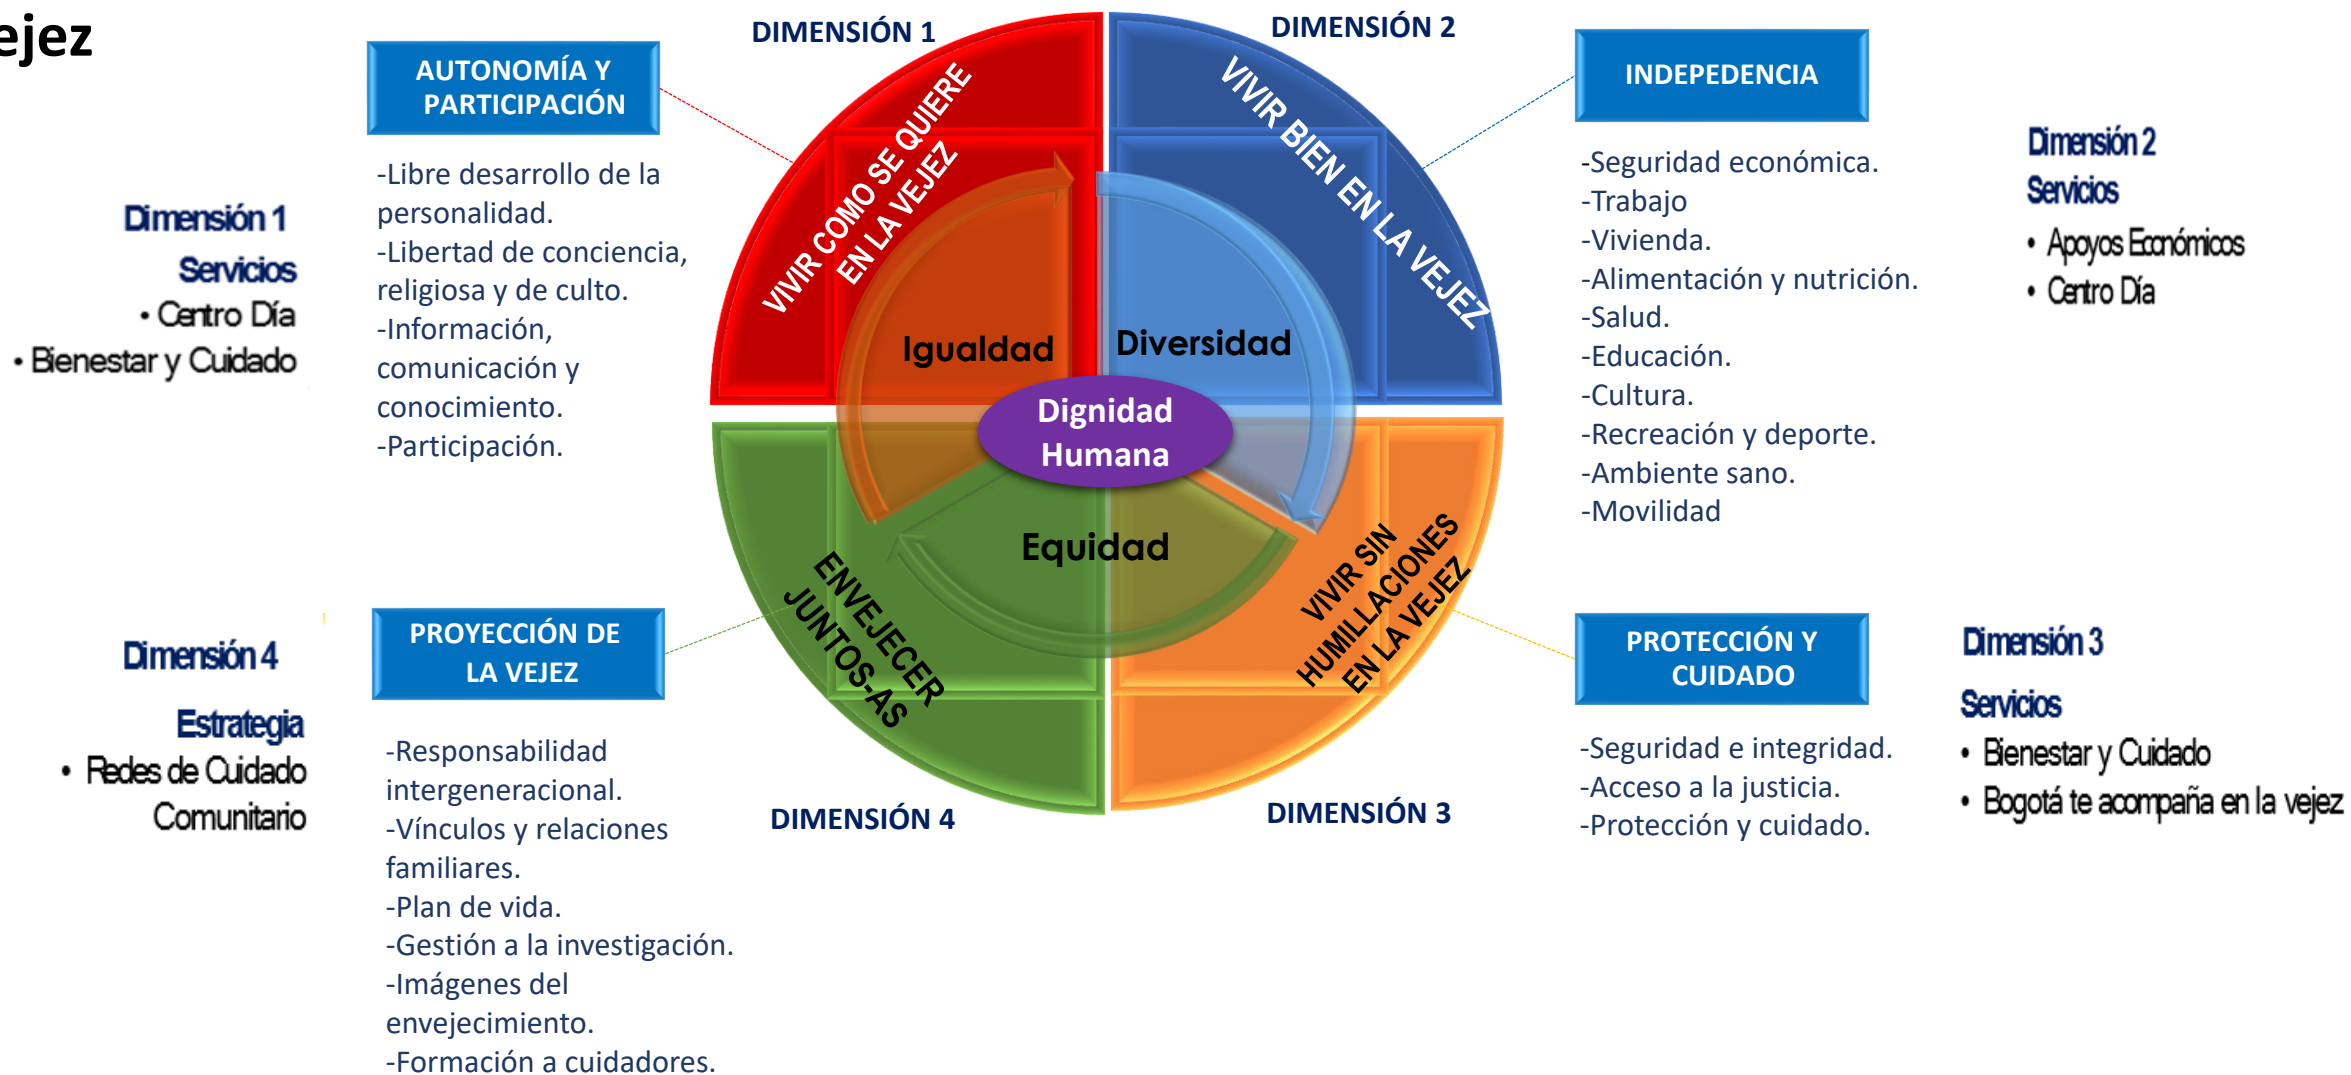 ejez
DIMENSIÓN 1
AUTONOMÍA Y
PARTICIPACIÓN
-Libre desarrollo de la
personalidad.
-Libertad de conciencia,
religiosa y de culto.
-Información,
comunicación y
conocimiento.
-Participación.
Dimensión 1
Servicios
• Centro Día
• Bienestar y Cuidado
VIVIR COMO SE QUIERE
EN LA VEJEZ
DIMENSIÓN 2
VIVIR BIEN EN LA VEJEZ
INDEPEDENCIA
-Seguridad económica.
-Trabajo
-Vivienda.
-Alimentación y nutrición.
-Salud.
-Educación.
-Cultura.
-Recreación y deporte.
-Ambiente sano.
-Movilidad
Dimensión 2
Servicios
• Apoyos Económicos
• Centro Día
Igualdad
Diversidad
Dignidad
Humana
Equidad
Dimensión 4
Estrategia
• Redes de Cuidado
Comunitario
PROYECCIÓN DE
LA VEJEZ
-Responsabilidad
intergeneracional.
-Vínculos y relaciones
familiares.
-Plan de vida.
-Gestión a la investigación.
-Imágenes del
envejecimiento.
-Formación a cuidadores.
ENVEJECER
JUNTOS-AS
DIMENSIÓN 4
VIVIR SIN
HUMILLACIONES
EN LA VEJEZ
DIMENSIÓN 3
PROTECCIÓN Y
CUIDADO
-Seguridad e integridad.
-Acceso a la justicia.
-Protección y cuidado.
Dimensión 3
Servicios
• Bienestar y Cuidado
• Bogotá te acompaña en la vejez